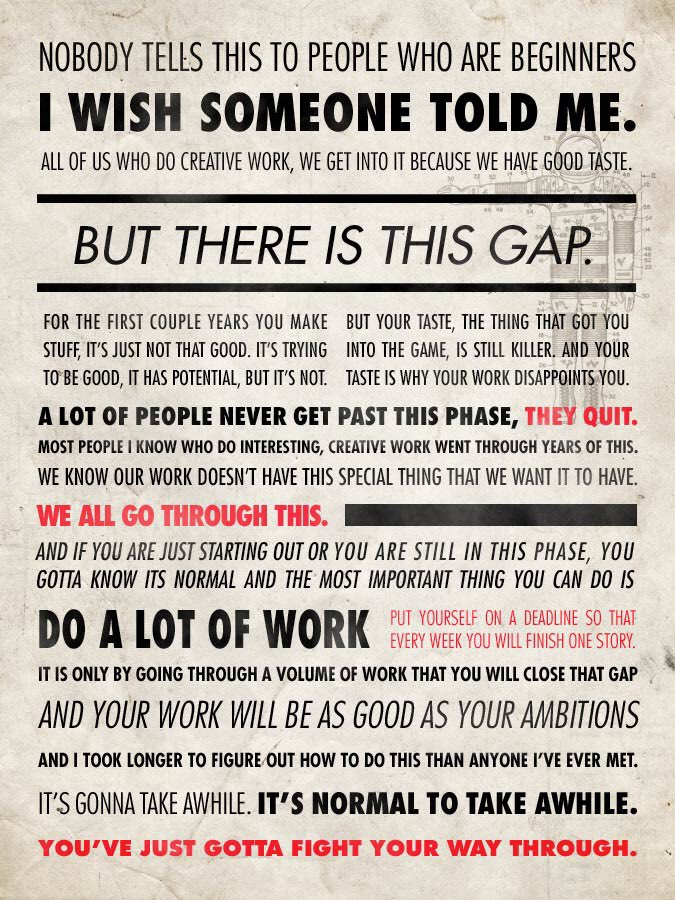 NOBODY TELLS THIS TO PEOPLE WHO ARE BEGINNERS
I WISH SOMEONE TOLD ME.
ALL OF US WHO DO CREATIVE WORK, WE GET INTO IT BECAUSE WE HAVE GOOD TASTE.
BUT THERE IS THIS GAP.
FOR THE FIRST COUPLE YEARS YOU MAKE
STUFF, IT'S JUST NOT THAT GOOD. IT'S TRYING
TO BE GOOD, IT HAS POTENTIAL, BUT IT'S NOT.
BUT YOUR TASTE, THE THING THAT GOT YOU
INTO THE GAME, IS STILL KILLER. AND YOUR
TASTE IS WHY YOUR WORK DISAPPOINTS YOU.
A LOT OF PEOPLE NEVER GET PAST THIS PHASE, THEY QUIT.
MOST PEOPLE I KNOW WHO DO INTERESTING, CREATIVE WORK WENT THROUGH YEARS OF THIS.
WE KNOW OUR WORK DOESN'T HAVE THIS SPECIAL THING THAT WE WANT IT TO HAVE.
WE ALL GO THROUGH THIS.
AND IF YOU ARE JUST STARTING OUT OR YOU ARE STILL IN THIS PHASE, YOU
GOTTA KNOW ITS NORMAL AND THE MOST IMPORTANT THING YOU CAN DO IS
DO A LOT OF WORK
PUT YOURSELF ON A DEADLINE SO THAT
EVERY WEEK YOU WILL FINISH ONE STORY.
IT IS ONLY BY GOING THROUGH A VOLUME OF WORK THAT YOU WILL CLOSE THAT GAP
AND YOUR WORK WILL BE AS GOOD AS YOUR AMBITIONS
AND I TOOK LONGER TO FIGURE OUT HOW TO DO THIS THAN ANYONE I'VE EVER MET.
IT'S GONNA TAKE AWHILE. IT'S NORMAL TO TAKE AWHILE.
YOU'VE JUST GOTTA FIGHT YOUR WAY THROUGH.